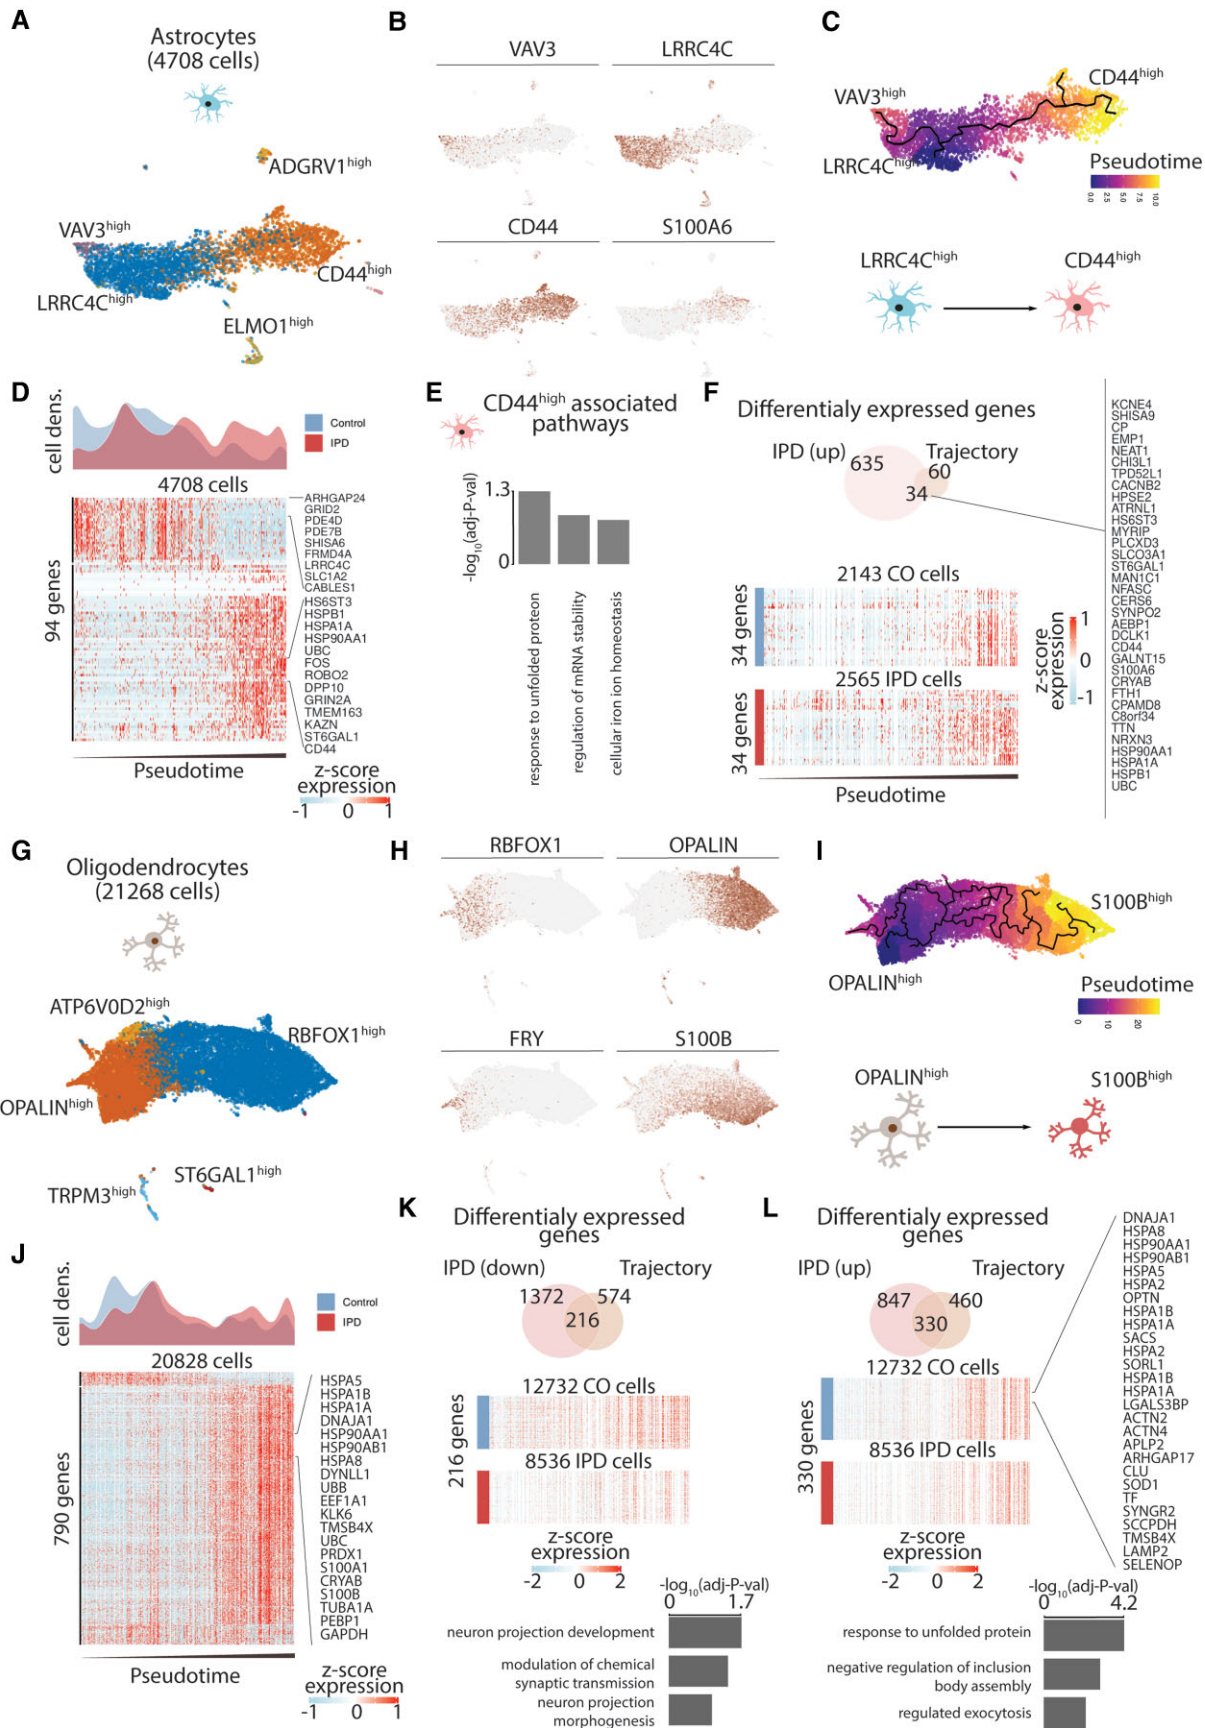 A
Astrocytes
(4708 cells)
ADGRV1high
VAV3high
CD44high
LRRC4Chigh
ELMO1high
B
VAV3
LRRC4C
CD44
S100A6
C
CD44high
VAV3high
LRRC4Chigh
Pseudotime
0.0
2.5
5.0
7.5
10.0
LRRC4Chigh
CD44high
D
cell dens.
Control
IPD
4708 cells
94 genes
ARHGAP24
GRID2
PDE4D
PDE7B
SHISA6
FRMD4A
LRRC4C
SLC1A2
CABLES1
HS6ST3
HSPB1
HSPA1A
HSP90AA1
UBC
FOS
ROBO2
DPP10
GRIN2A
TMEM163
KAZN
ST6GAL1
CD44
Pseudotime
z-score
expression
-1 0 1
E
CD44high associated
pathways
-log10(adj-P-val)
1.3
0
response to unfolded proteon
regulation of mRNA stability
cellular iron ion homeostasis
F
Differentialy expressed genes
IPD (up)
635
Trajectory
60
34
2143 CO cells
34 genes
2565 IPD cells
34 genes
Pseudotime
z-score
expression
1
0
-1
KCNE4
SHISA9
CP
EMP1
NEAT1
CHI3L1
TPD52L1
CACNB2
HPSE2
ATRNL1
HS6ST3
MYRIP
PLCXD3
SLCO3A1
ST6GAL1
MAN1C1
NFASC
CERS6
SYNPO2
AEBP1
DCLK1
CD44
GALNT15
S100A6
CRYAB
FTH1
CPAMD8
C8orf34
TTN
NRXN3
HSP90AA1
HSPA1A
HSPB1
UBC
G
Oligodendrocytes
(21268 cells)
ATP6V0D2high
RBFOX1high
OPALINhigh
ST6GAL1high
TRPM3high
H
RBFOX1
OPALIN
FRY
S100B
I
S100Bhigh
OPALINhigh
Pseudotime
0 10 20
OPALINhigh
S100Bhigh
J
cell dens.
Control
IPD
20828 cells
790 genes
HSPA5
HSPA1B
HSPA1A
DNAJA1
HSP90AA1
HSP90AB1
HSPA8
DYNLL1
UBB
EEF1A1
KLK6
TMSB4X
UBC
PRDX1
S100A1
CRYAB
S100B
TUBA1A
PEBP1
GAPDH
Pseudotime
z-score
expression
-1 0 1
K
Differentialy expressed
genes
IPD (down)
Trajectory
1372
574
216
12732 CO cells
216 genes
8536 IPD cells
z-score
expression
-2 0 2
-log10(adj-P-val)
0 1.7
neuron projection development
modulation of chemical
synaptic transmission
neuron projection
morphogenesis
L
Differentialy expressed
genes
IPD (up)
Trajectory
847
460
330
12732 CO cells
330 genes
8536 IPD cells
z-score
expression
-2 0 2
DNAJA1
HSPA8
HSP90AA1
HSP90AB1
HSPA5
HSPA2
OPTN
HSPA1B
HSPA1A
SACS
HSPA2
SORL1
HSPA1B
HSPA1A
LGALS3BP
ACTN2
ACTN4
APLP2
ARHGAP17
CLU
SOD1
TF
SYNGR2
SCCPDH
TMSB4X
LAMP2
SELENOP
-log10(adj-P-val)
0 4.2
response to unfolded protein
negative regulation of inclusion
body assembly
regulated exocytosis